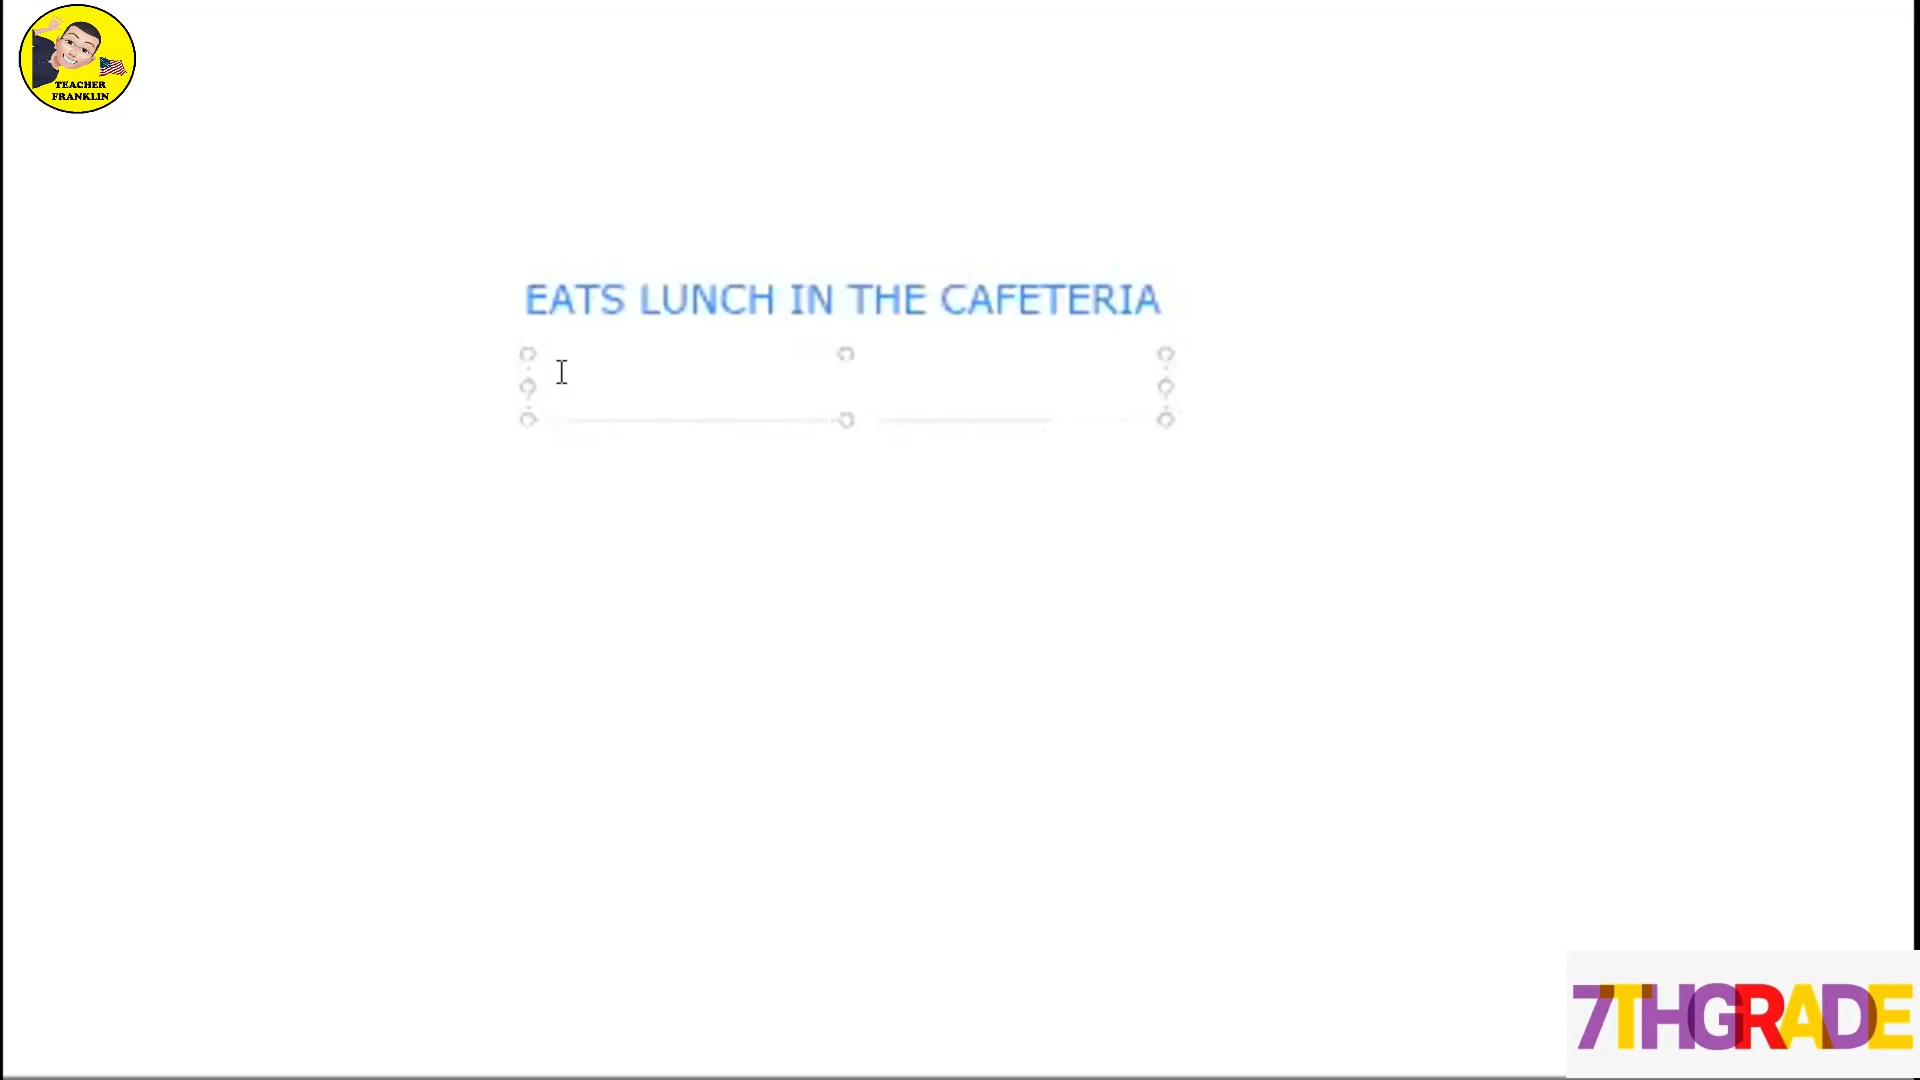 TEACHER
FRANKLIN
EATS LUNCH IN THE CAFETERIA
7THGRADE